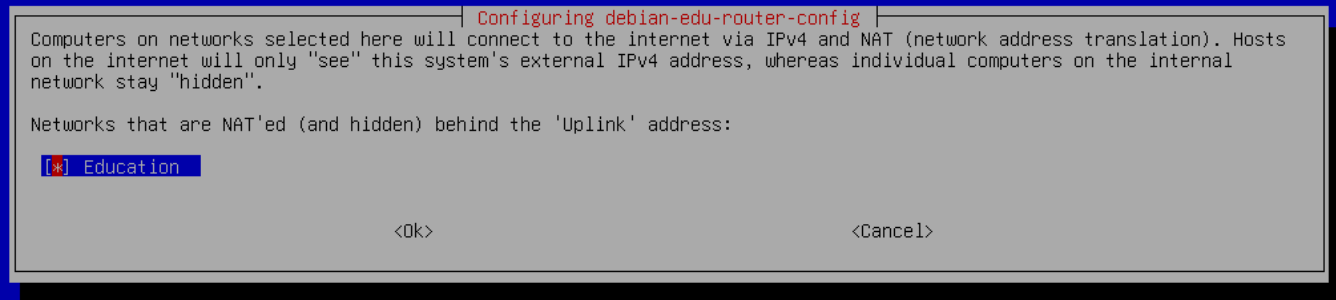 Configuring debian-edu-router-config
Computers on networks selected here will connect to the internet via IPv4 and NAT (network address translation). Hosts
on the internet will only "see" this system's external IPv4 address, whereas individual computers on the internal
network stay "hidden".
Networks that are NAT'ed (and hidden) behind the 'Uplink' address:
[*] Education
<Ok> <Cancel>